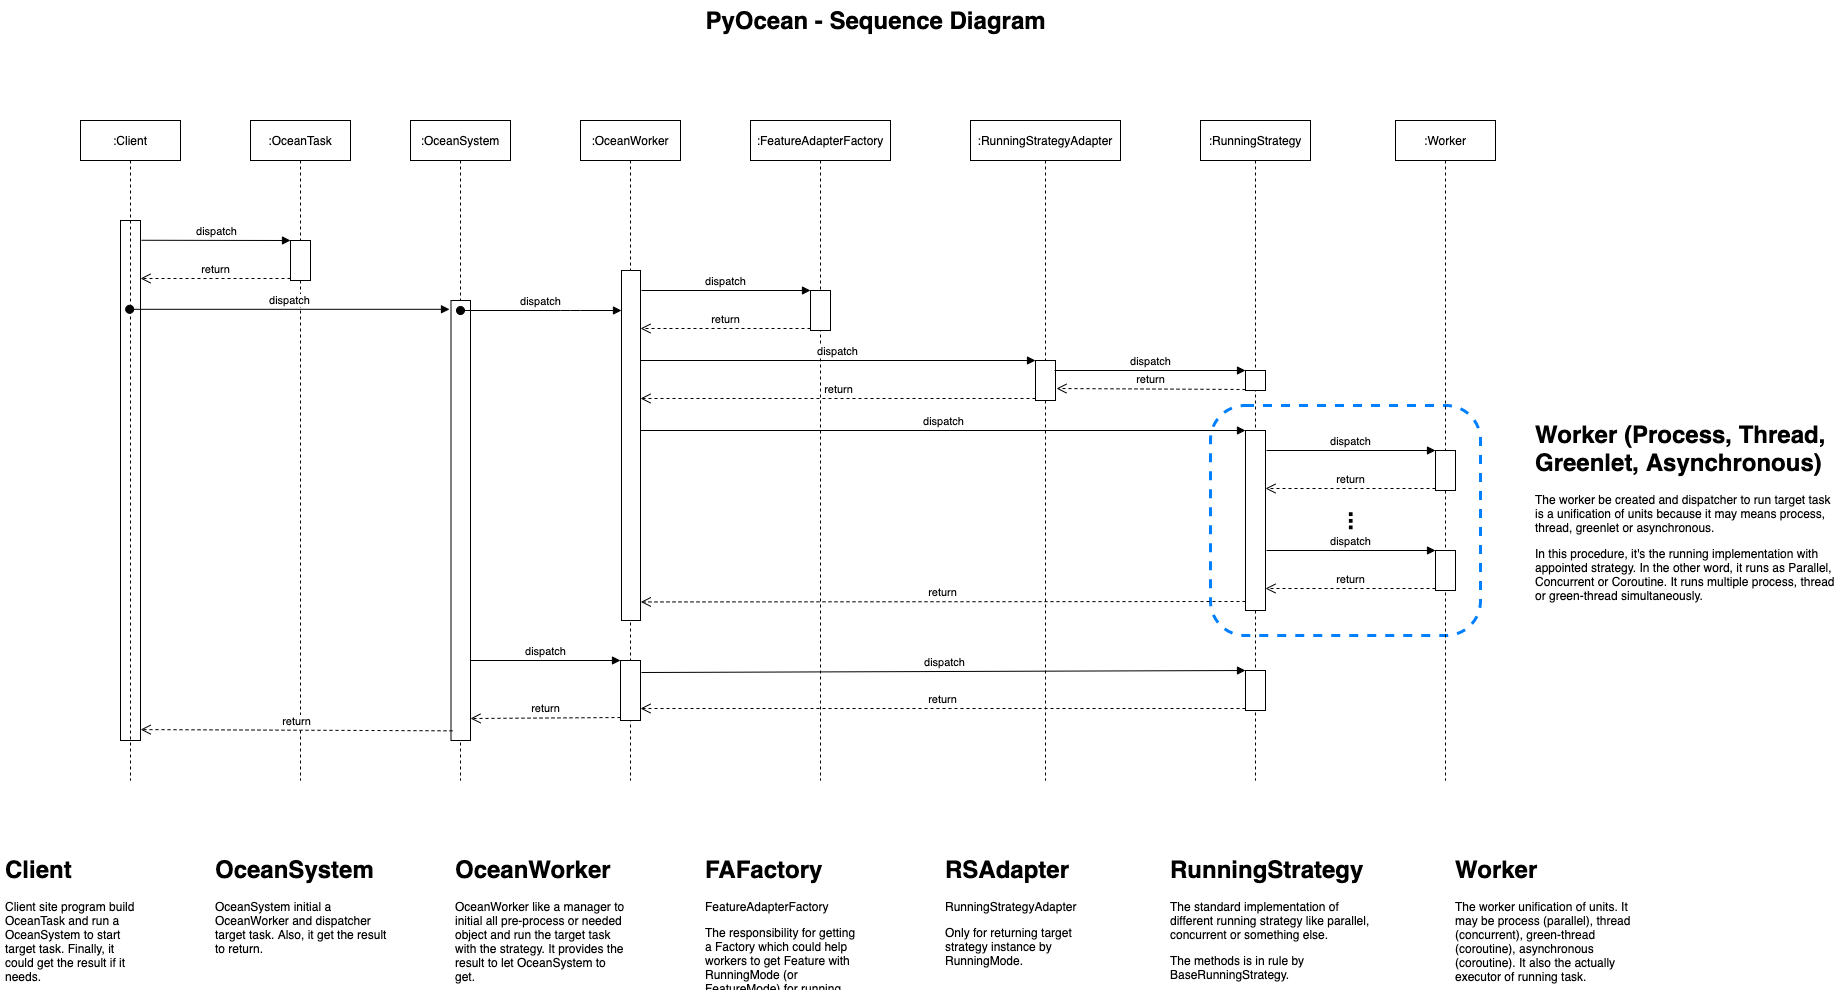 PyOcean - Sequence Diagram
:Client
:OceanTask
:OceanSystem
:OceanWorker
:FeatureAdapterFactory
:RunningStrategyAdapter
:RunningStrategy
:Worker
dispatch
return
dispatch
dispatch
dispatch
return
dispatch
dispatch
return
return
dispatch
dispatch
return
dispatch
return
return
dispatch
dispatch
return
return
return
Worker (Process, Thread,
Greenlet, Asynchronous)
The worker be created and dispatcher to run target task
is a unification of units because it may means process,
thread, greenlet or asynchronous.
In this procedure, it's the running implementation with
appointed strategy. In the other word, it runs as Parallel,
Concurrent or Coroutine. It runs multiple process, thread
or green-thread simultaneously.
Client
Client site program build
OceanTask and run a
OceanSystem to start
target task. Finally, it
could get the result if it
needs.
OceanSystem
OceanSystem initial a
OceanWorker and dispatcher
target task. Also, it get the result
to return.
OceanWorker
OceanWorker like a manager to
initial all pre-process or needed
object and run the target task
with the strategy. It provides the
result to let OceanSystem to
get.
FAFactory
FeatureAdapterFactory
The responsibility for getting
a Factory which could help
workers to get Feature with
RunningMode (or
FeatureMode) for running
RSAdapter
RunningStrategyAdapter
Only for returning target
strategy instance by
RunningMode.
RunningStrategy
The standard implementation of
different running strategy like parallel,
concurrent or something else.
The methods is in rule by
BaseRunningStrategy.
Worker
The worker unification of units. It
may be process (parallel), thread
(concurrent), green-thread
(coroutine), asynchronous
(coroutine). It also the actually
executor of running task.